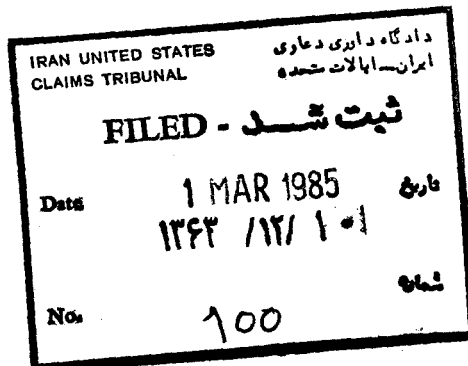 IRAN UNITED STATES
CLAIMS TRIBUNAL
دادگاه داوری دعاوی
ایران-ایالات متحده
FILED - ثبت شد
Date 1 MAR 1985 تاریخ
۱۳۶۳ /۱۲/ ۱۰
No. 100 شماره